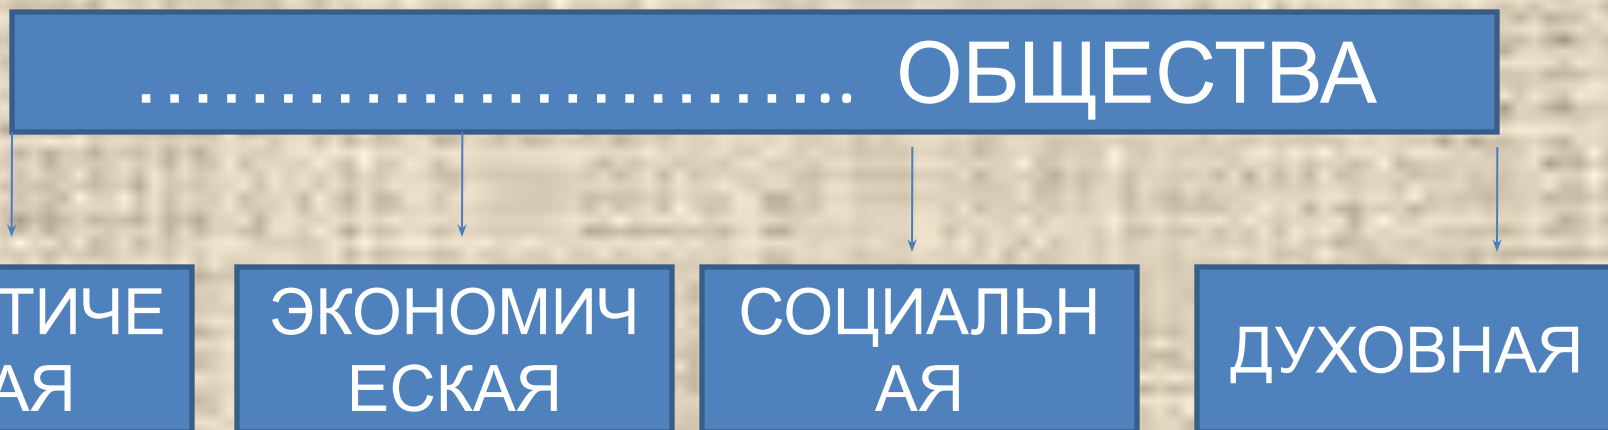 ............................ ОБЩЕСТВА
ТИЧЕ
АЯ
ЭКОНОМИЧ
ЕСКАЯ
СОЦИАЛЬН
АЯ
ДУХОВНАЯ